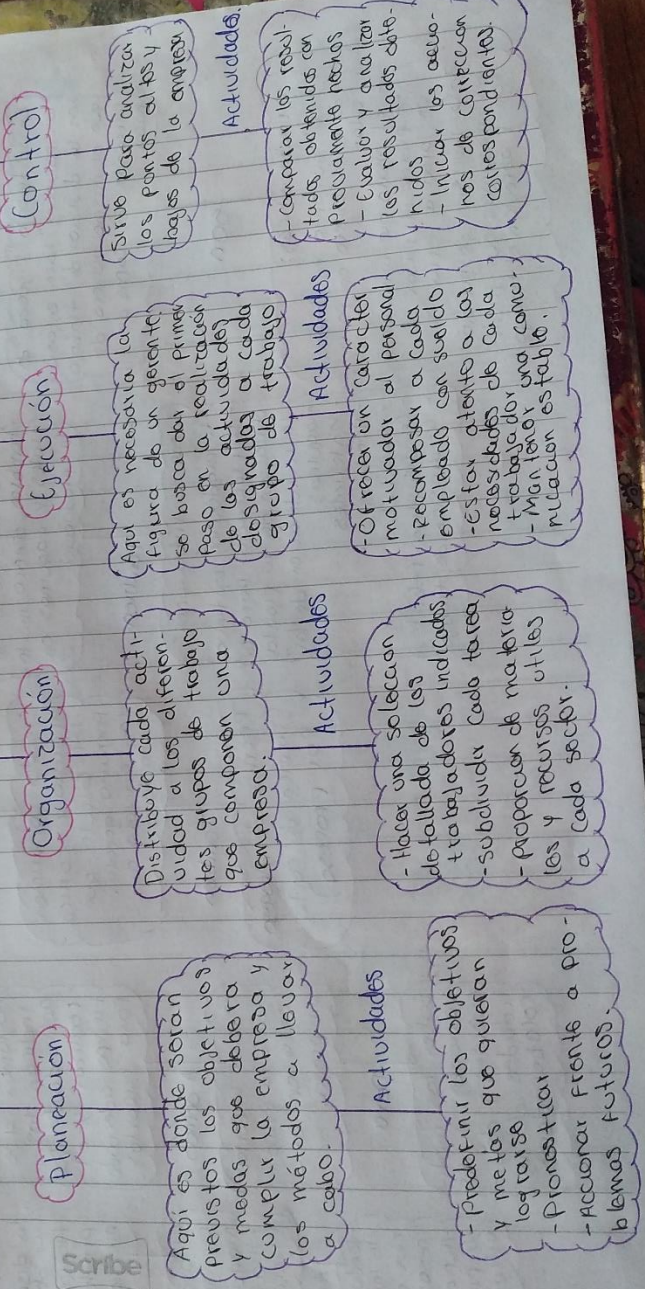 Planeación
Aquí es donde serán
previstos los objetivos
y medas que debera
cumplir la empresa y
los métodos a llevar
a cabo.
Actividades
-Predefinir los objetivos
y metas que quieran
lograrse
-Pronosticar
-Accionar frente a pro-
blemas futuros.
Organización
Distribuye cada acti-
vidad a los diferen-
tes grupos de trabajo
que componen una
empresa.
Actividades
-Hacer una selección
detallada de los
trabajadores indicados
-subdividir cada tarea
-proporcion de materia
les y recursos utiles
a cada sector.
Ejecución
Aquí es necesaria la
figura de un gerente,
se busca dar el primer
paso en la realización
de las actividades
designadas a cada
grupo de trabajo.
Actividades
-Ofrecer un caracter
motivador al personal
-Recompensar a cada
empleado con sueldo
-Estar atento a las
necesidades de cada
trabajador
-Mantener una comu-
nicación estable.
Control
Sirve para analizar
los puntos altos y
bajos de la empresa
Actividades.
-Comparar los resul-
tados obtenidos con
previamente hechos
-Evaluar y analizar
los resultados obte-
nidos
-Iniciar las accio-
nes de corrección
correspondientes.
Scribe